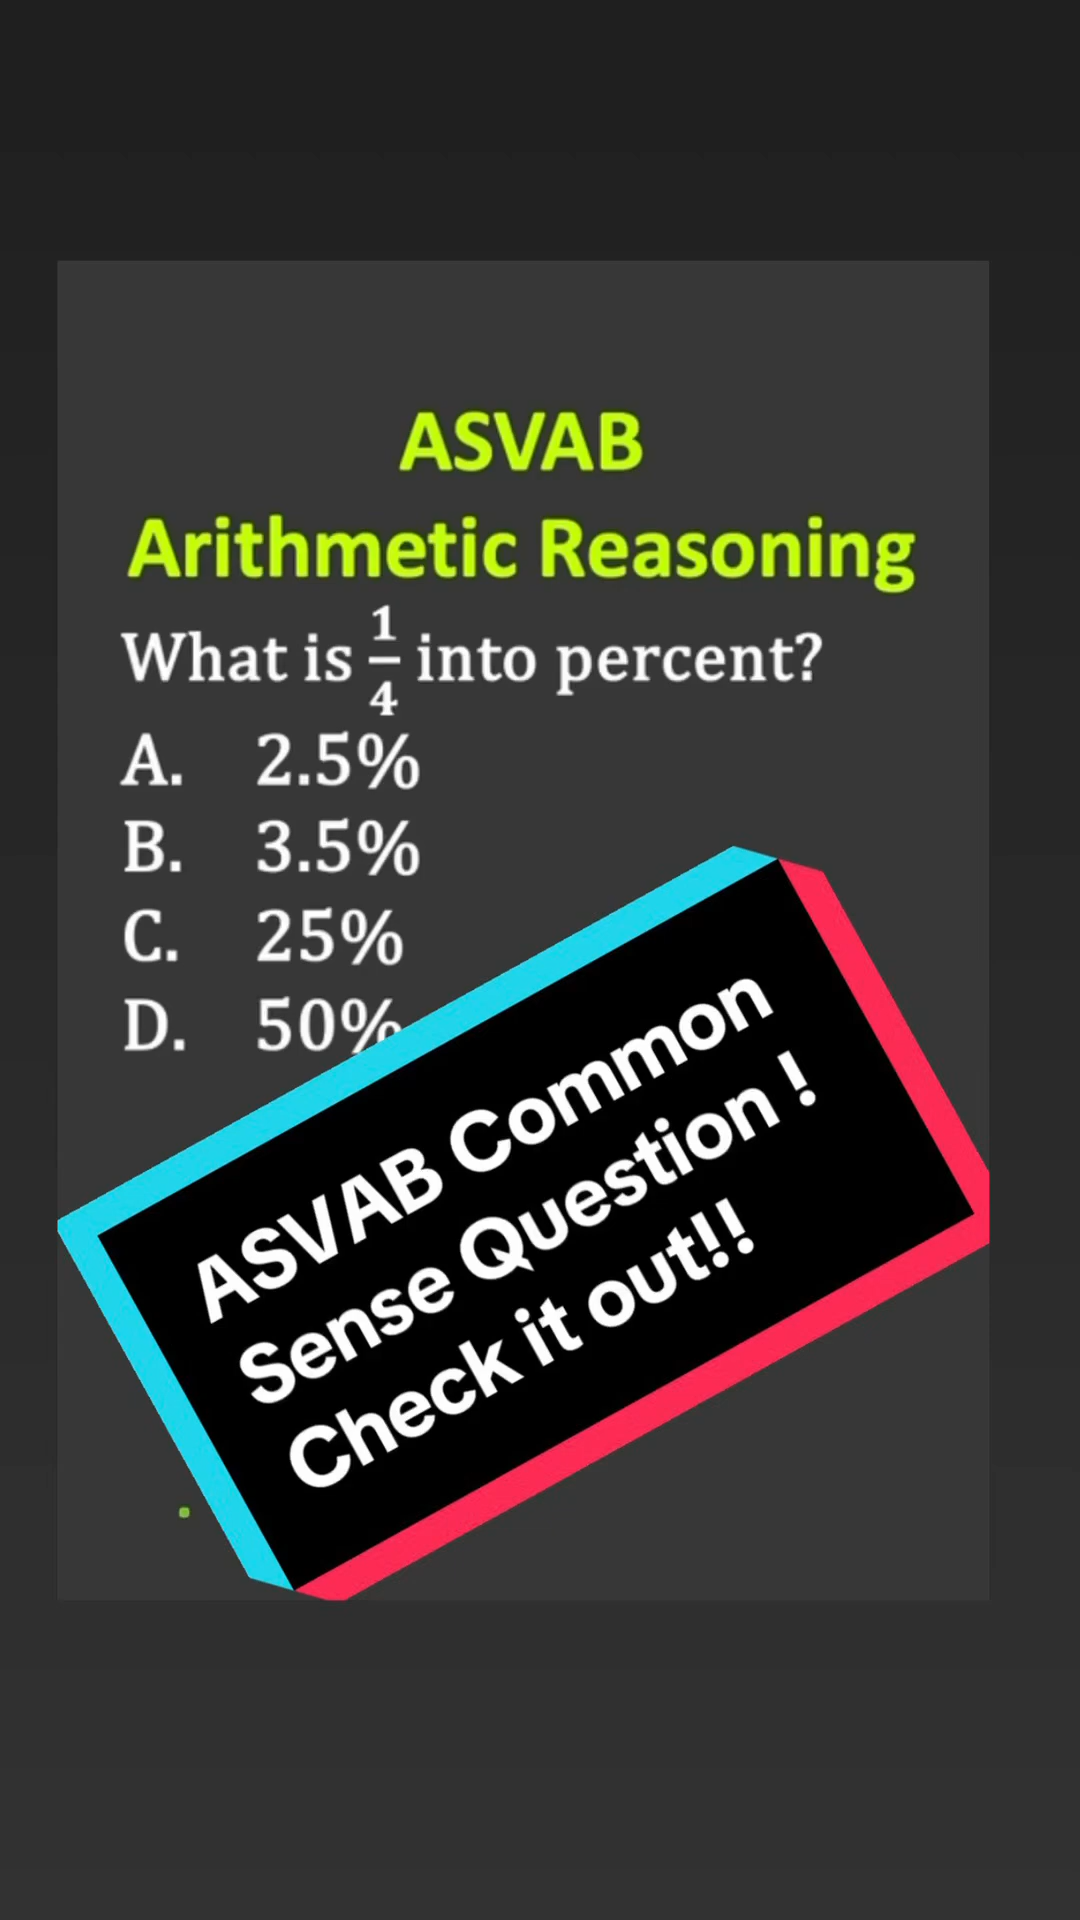 ASVAB
Arithmetic Reasoning
What is 1/4 into percent?
A. 2.5%
B. 3.5%
C. 25%
D. 50%
ASVAB Common
Sense Question !
Check it out!!